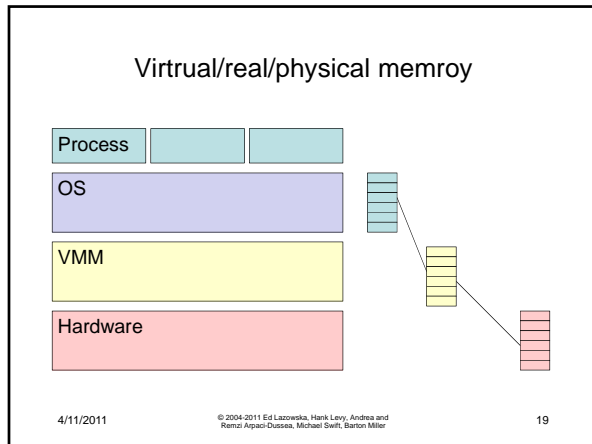 Virtrual/real/physical memroy
Process
OS
VMM
Hardware
4/11/2011
© 2004-2011 Ed Lazowska, Hank Levy, Andrea and
Remzi Arpaci-Dussea, Michael Swift, Barton Miller
19